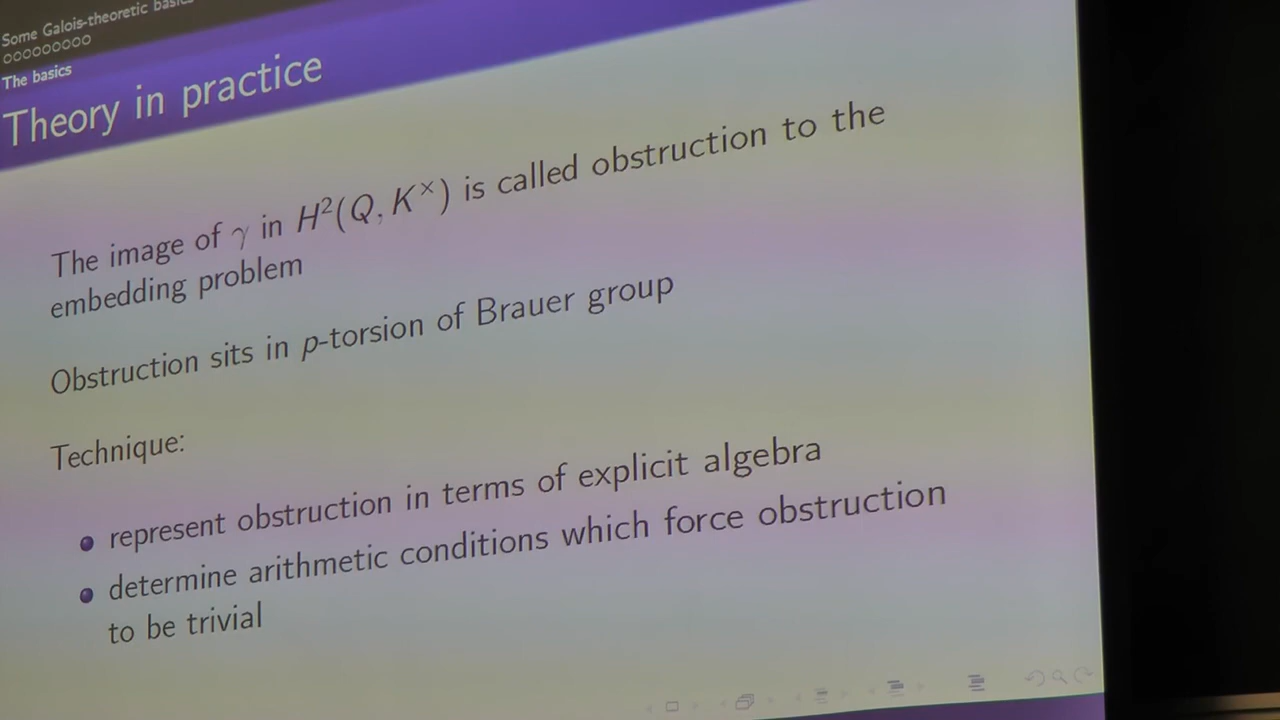 Some Galois-theoretic basics
The basics
Theory in practice
The image of γ in H²(Q, K×) is called obstruction to the
embedding problem
Obstruction sits in p-torsion of Brauer group
Technique:
represent obstruction in terms of explicit algebra
determine arithmetic conditions which force obstruction
to be trivial